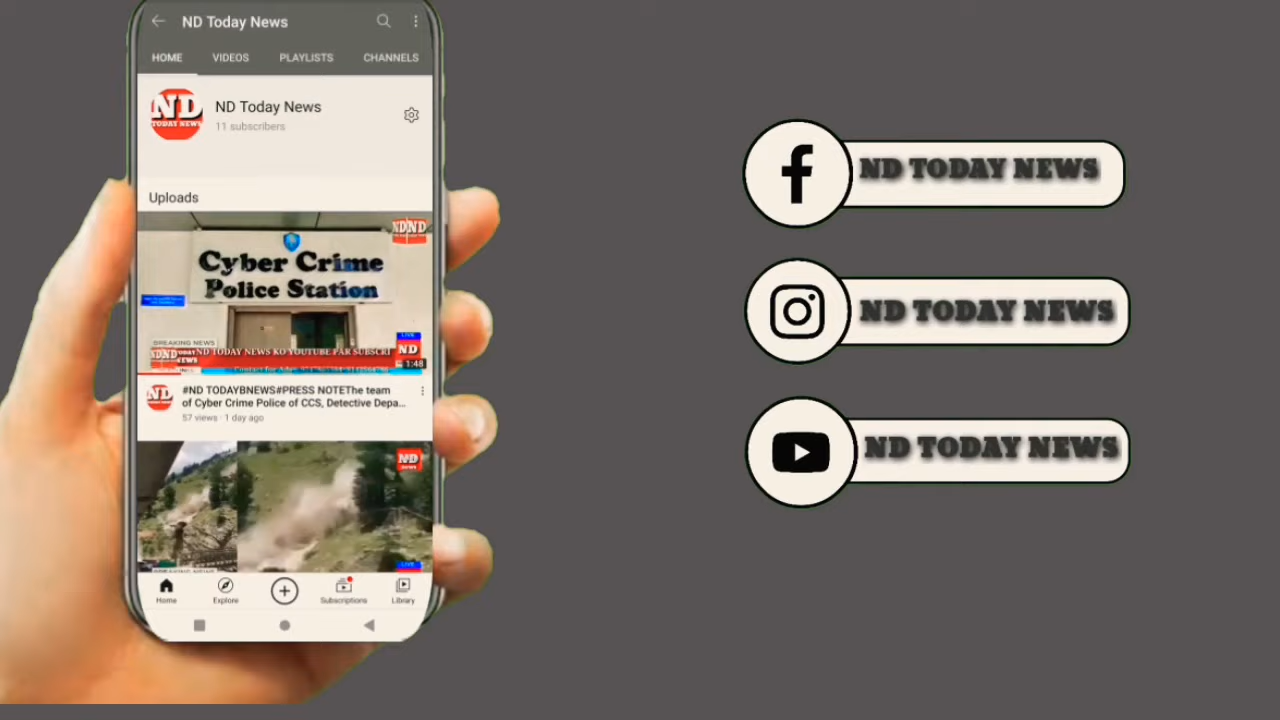 ND Today News
HOME VIDEOS PLAYLISTS CHANNELS
ND
TODAY NEWS
ND Today News
11 subscribers
Uploads
Cyber Crime
Police Station
BREAKING NEWS
LIVE
ND TODAY NEWS KO YOUTUBE PAR SUBSCRI
ND
1:48
#ND TODAYBNEWS#PRESS NOTEThe team
of Cyber Crime Police of CCS, Detective Depa...
57 views · 1 day ago
ND
NEWS
LIVE
Home Explore Subscriptions Library
ND TODAY NEWS
ND TODAY NEWS
ND TODAY NEWS